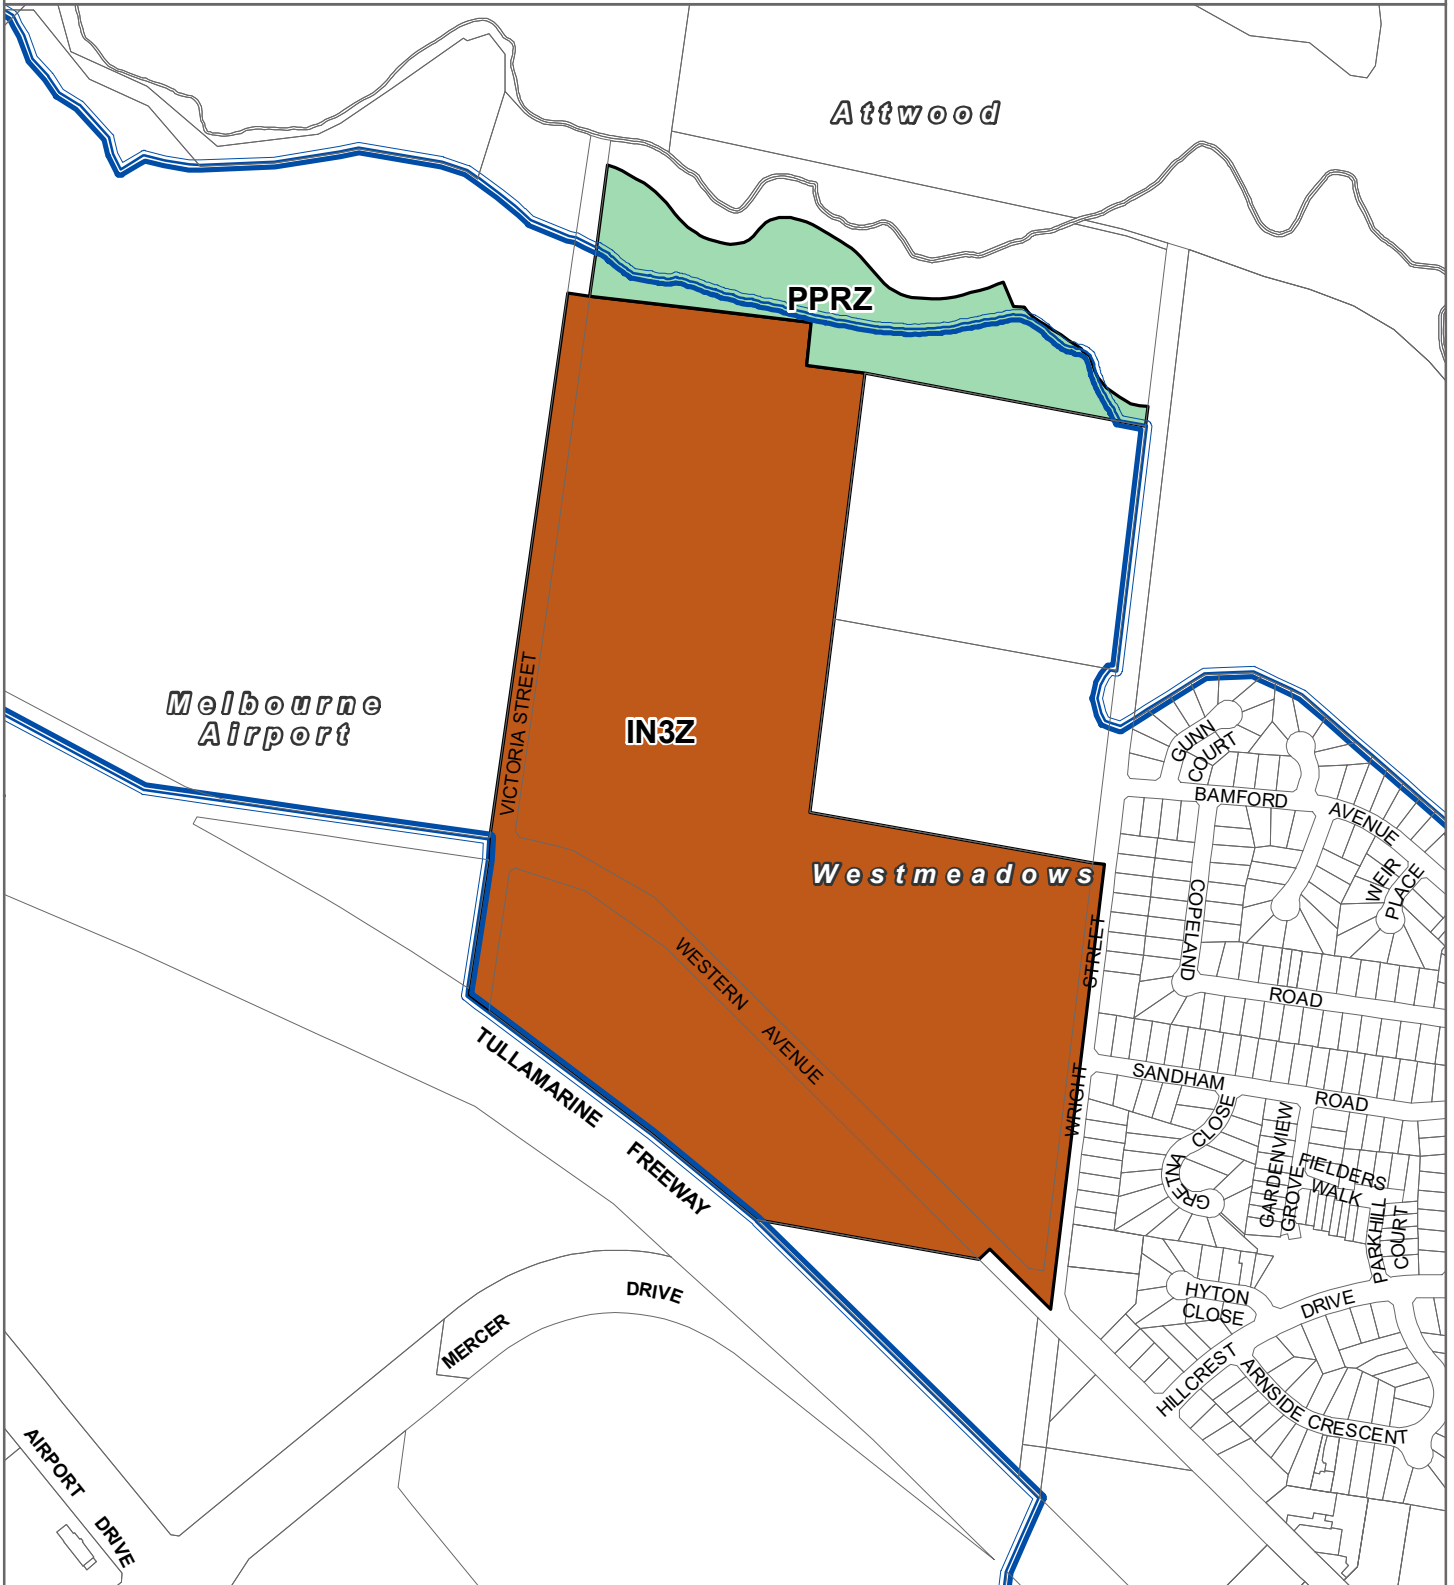 Attwood
PPRZ
Melbourne
Airport
VICTORIA STREET
IN3Z
Westmeadows
GUNN
COURT
BAMFORD
AVENUE
WEIR
PLACE
COPELAND
STREET
WRIGHT
ROAD
WESTERN
AVENUE
TULLAMARINE
FREEWAY
SANDHAM
ROAD
GRETNA
CLOSE
GARDENVIEW
GROVE
FIELDERS
WALK
PARKHILL
COURT
HYTON
CLOSE
HILLCREST
DRIVE
ARNSIDE CRESCENT
MERCER
DRIVE
AIRPORT
DRIVE